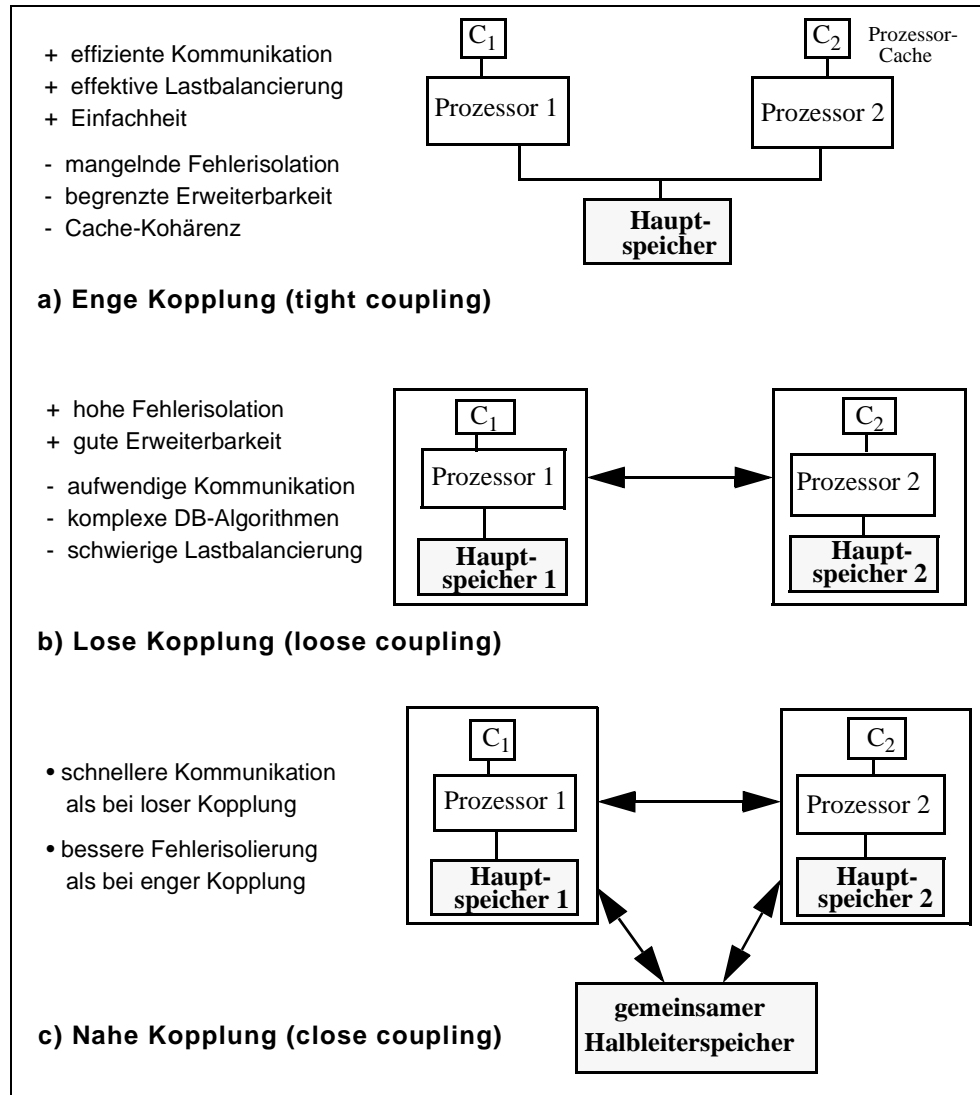 + effiziente Kommunikation
+ effektive Lastbalancierung
+ Einfachheit
- mangelnde Fehlerisolation
- begrenzte Erweiterbarkeit
- Cache-Kohärenz
C1
C2
Prozessor-
Cache
Prozessor 1
Prozessor 2
Haupt-
speicher
a) Enge Kopplung (tight coupling)
+ hohe Fehlerisolation
+ gute Erweiterbarkeit
- aufwendige Kommunikation
- komplexe DB-Algorithmen
- schwierige Lastbalancierung
C1
Prozessor 1
Haupt-
speicher 1
C2
Prozessor 2
Haupt-
speicher 2
b) Lose Kopplung (loose coupling)
• schnellere Kommunikation
als bei loser Kopplung
• bessere Fehlerisolierung
als bei enger Kopplung
C1
Prozessor 1
Haupt-
speicher 1
C2
Prozessor 2
Haupt-
speicher 2
gemeinsamer
Halbleiterspeicher
c) Nahe Kopplung (close coupling)